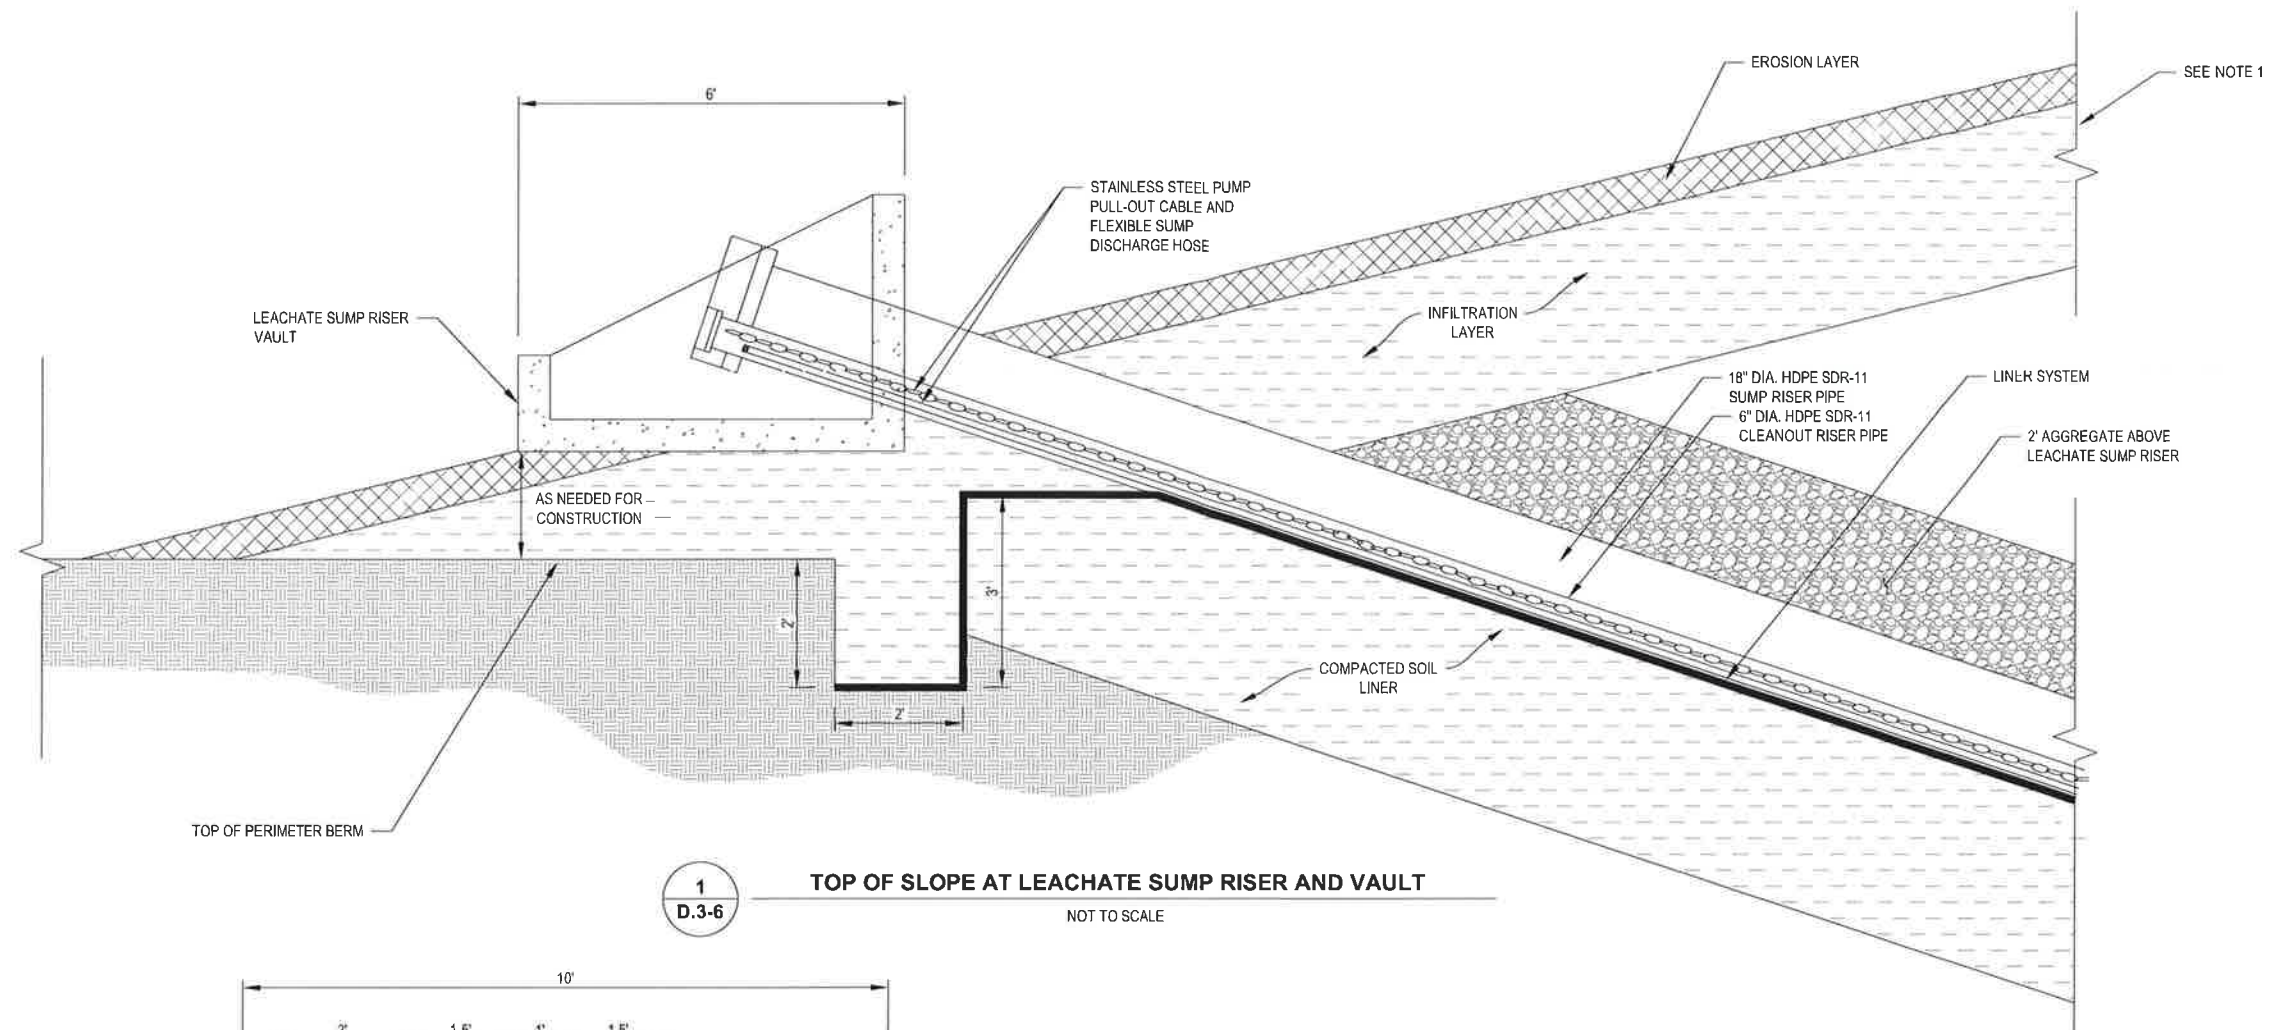 EROSION LAYER
SEE NOTE 1
6'
STAINLESS STEEL PUMP
PULL-OUT CABLE AND
FLEXIBLE SUMP
DISCHARGE HOSE
LEACHATE SUMP RISER
VAULT
INFILTRATION
LAYER
18" DIA. HDPE SDR-11
SUMP RISER PIPE
6" DIA. HDPE SDR-11
CLEANOUT RISER PIPE
LINER SYSTEM
2' AGGREGATE ABOVE
LEACHATE SUMP RISER
AS NEEDED FOR
CONSTRUCTION
3'
2'
COMPACTED SOIL
LINER
2'
TOP OF PERIMETER BERM
1
D.3-6
TOP OF SLOPE AT LEACHATE SUMP RISER AND VAULT
NOT TO SCALE
10'